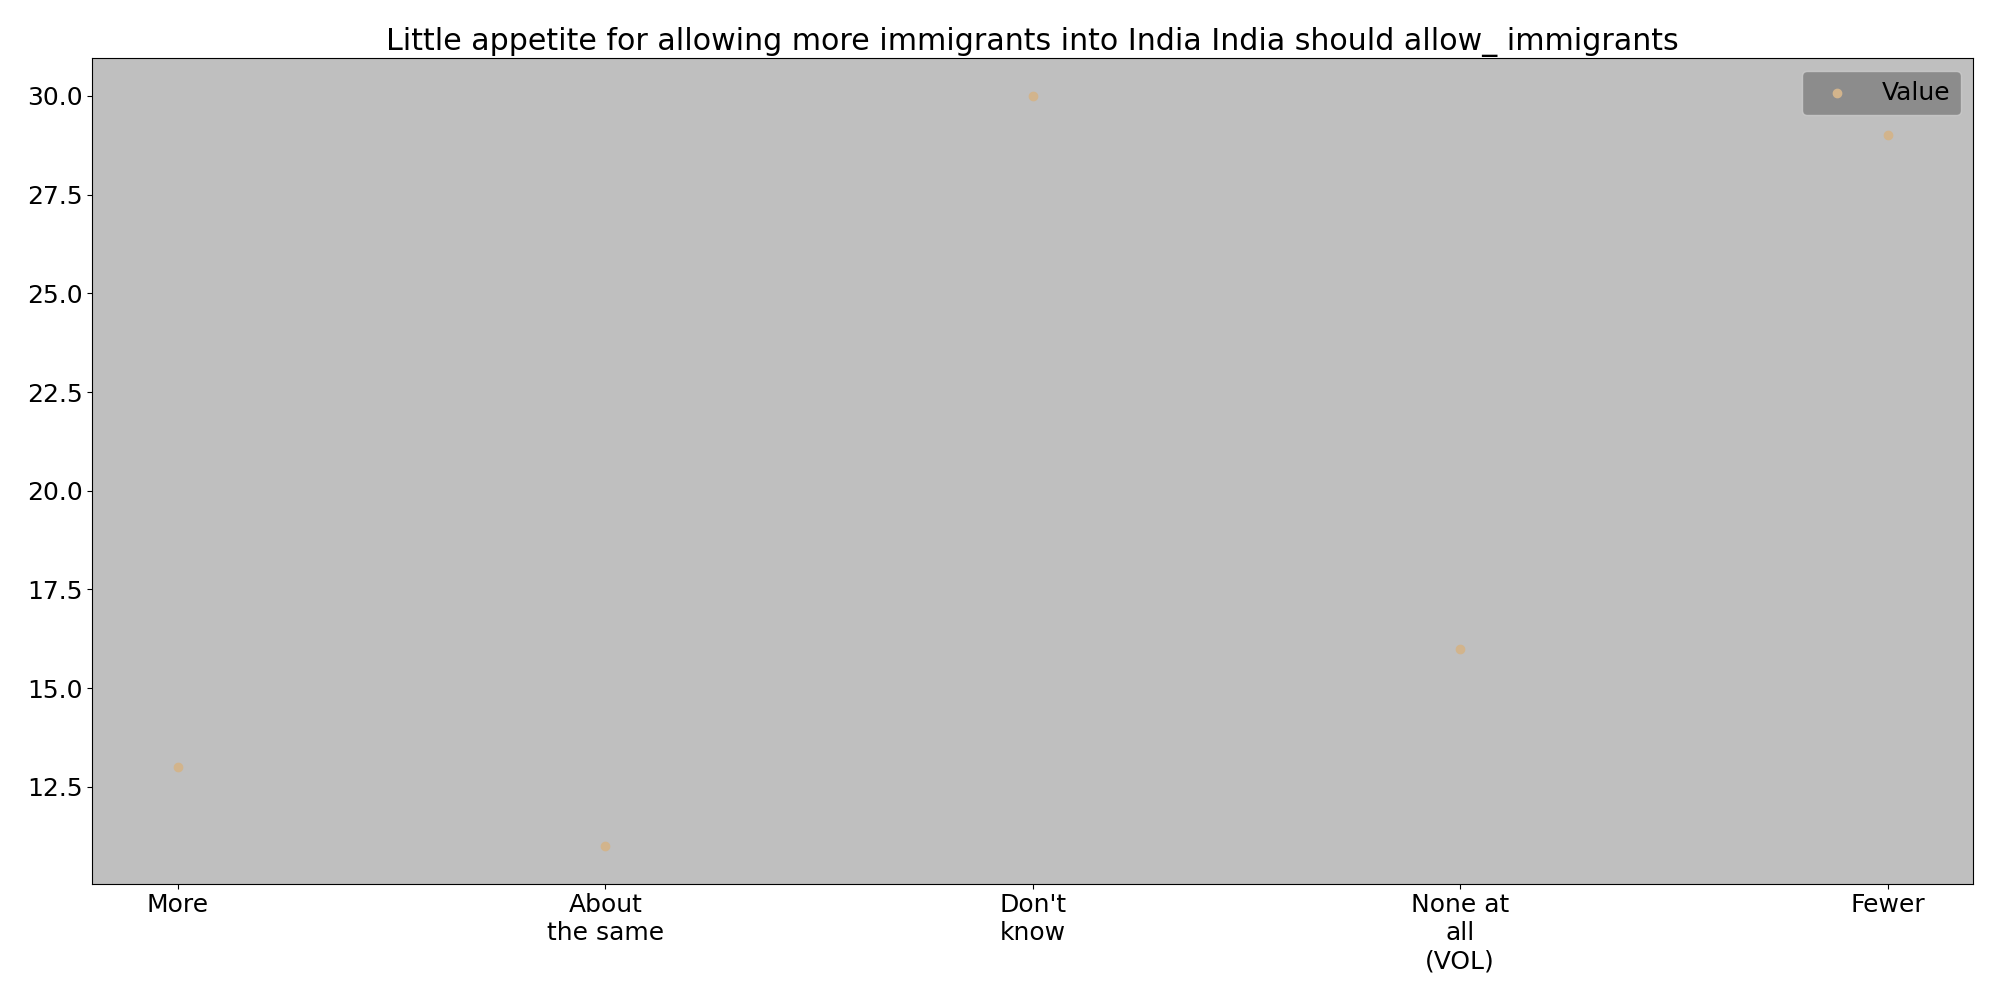 Little appetite for allowing more immigrants into India India should allow_ immigrants
Value
30.0
27.5
25.0
22.5
20.0
17.5
15.0
12.5
More
About
the same
Don't
know
None at
all
(VOL)
Fewer